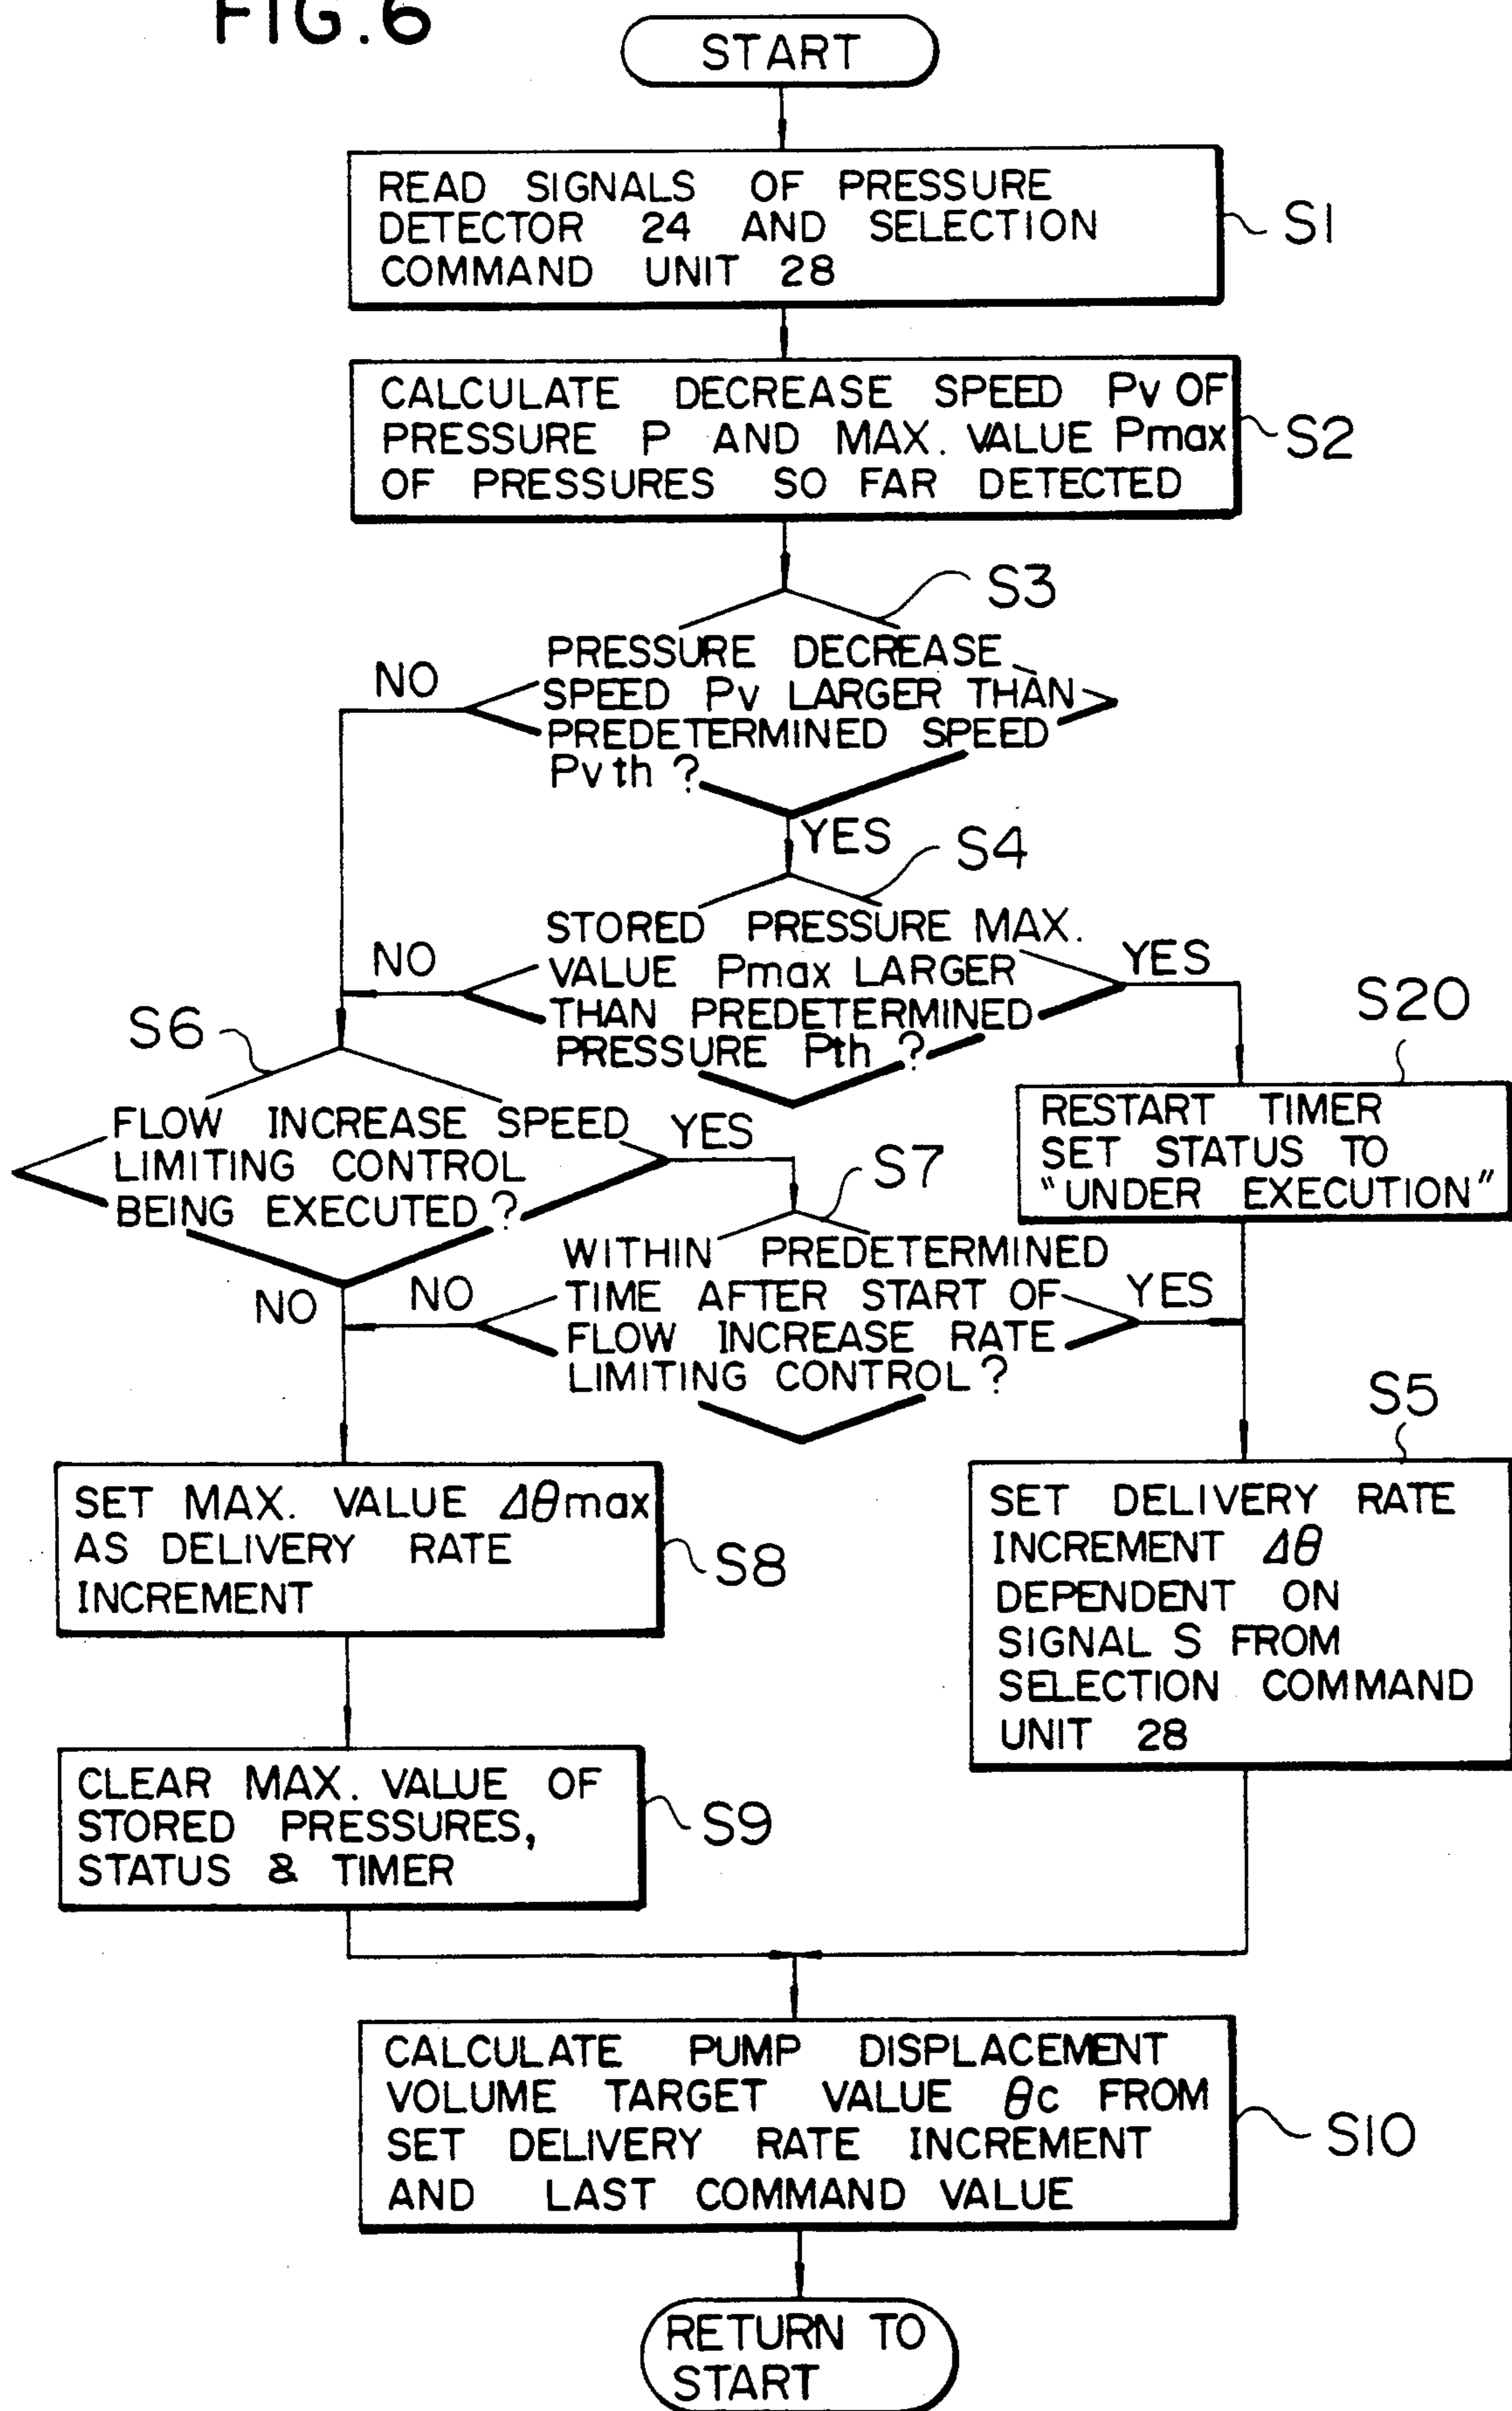 FIG.6
START
READ SIGNALS OF PRESSURE
DETECTOR 24 AND SELECTION
COMMAND UNIT 28
S1
CALCULATE DECREASE SPEED Pv OF
PRESSURE P AND MAX. VALUE Pmax
OF PRESSURES SO FAR DETECTED
S2
S3
PRESSURE DECREASE
SPEED Pv LARGER THAN
PREDETERMINED SPEED
Pvth ?
NO
YES
S4
STORED PRESSURE MAX.
VALUE Pmax LARGER
THAN PREDETERMINED
PRESSURE Pth ?
NO
YES
S20
RESTART TIMER
SET STATUS TO
"UNDER EXECUTION"
S6
FLOW INCREASE SPEED
LIMITING CONTROL
BEING EXECUTED ?
YES
NO
S7
WITHIN PREDETERMINED
TIME AFTER START OF
FLOW INCREASE RATE
LIMITING CONTROL ?
NO
YES
S5
SET DELIVERY RATE
INCREMENT Δθ
DEPENDENT ON
SIGNAL S FROM
SELECTION COMMAND
UNIT 28
SET MAX. VALUE Δθmax
AS DELIVERY RATE
INCREMENT
S8
CLEAR MAX. VALUE OF
STORED PRESSURES,
STATUS & TIMER
S9
CALCULATE PUMP DISPLACEMENT
VOLUME TARGET VALUE θc FROM
SET DELIVERY RATE INCREMENT
AND LAST COMMAND VALUE
S10
RETURN TO
START